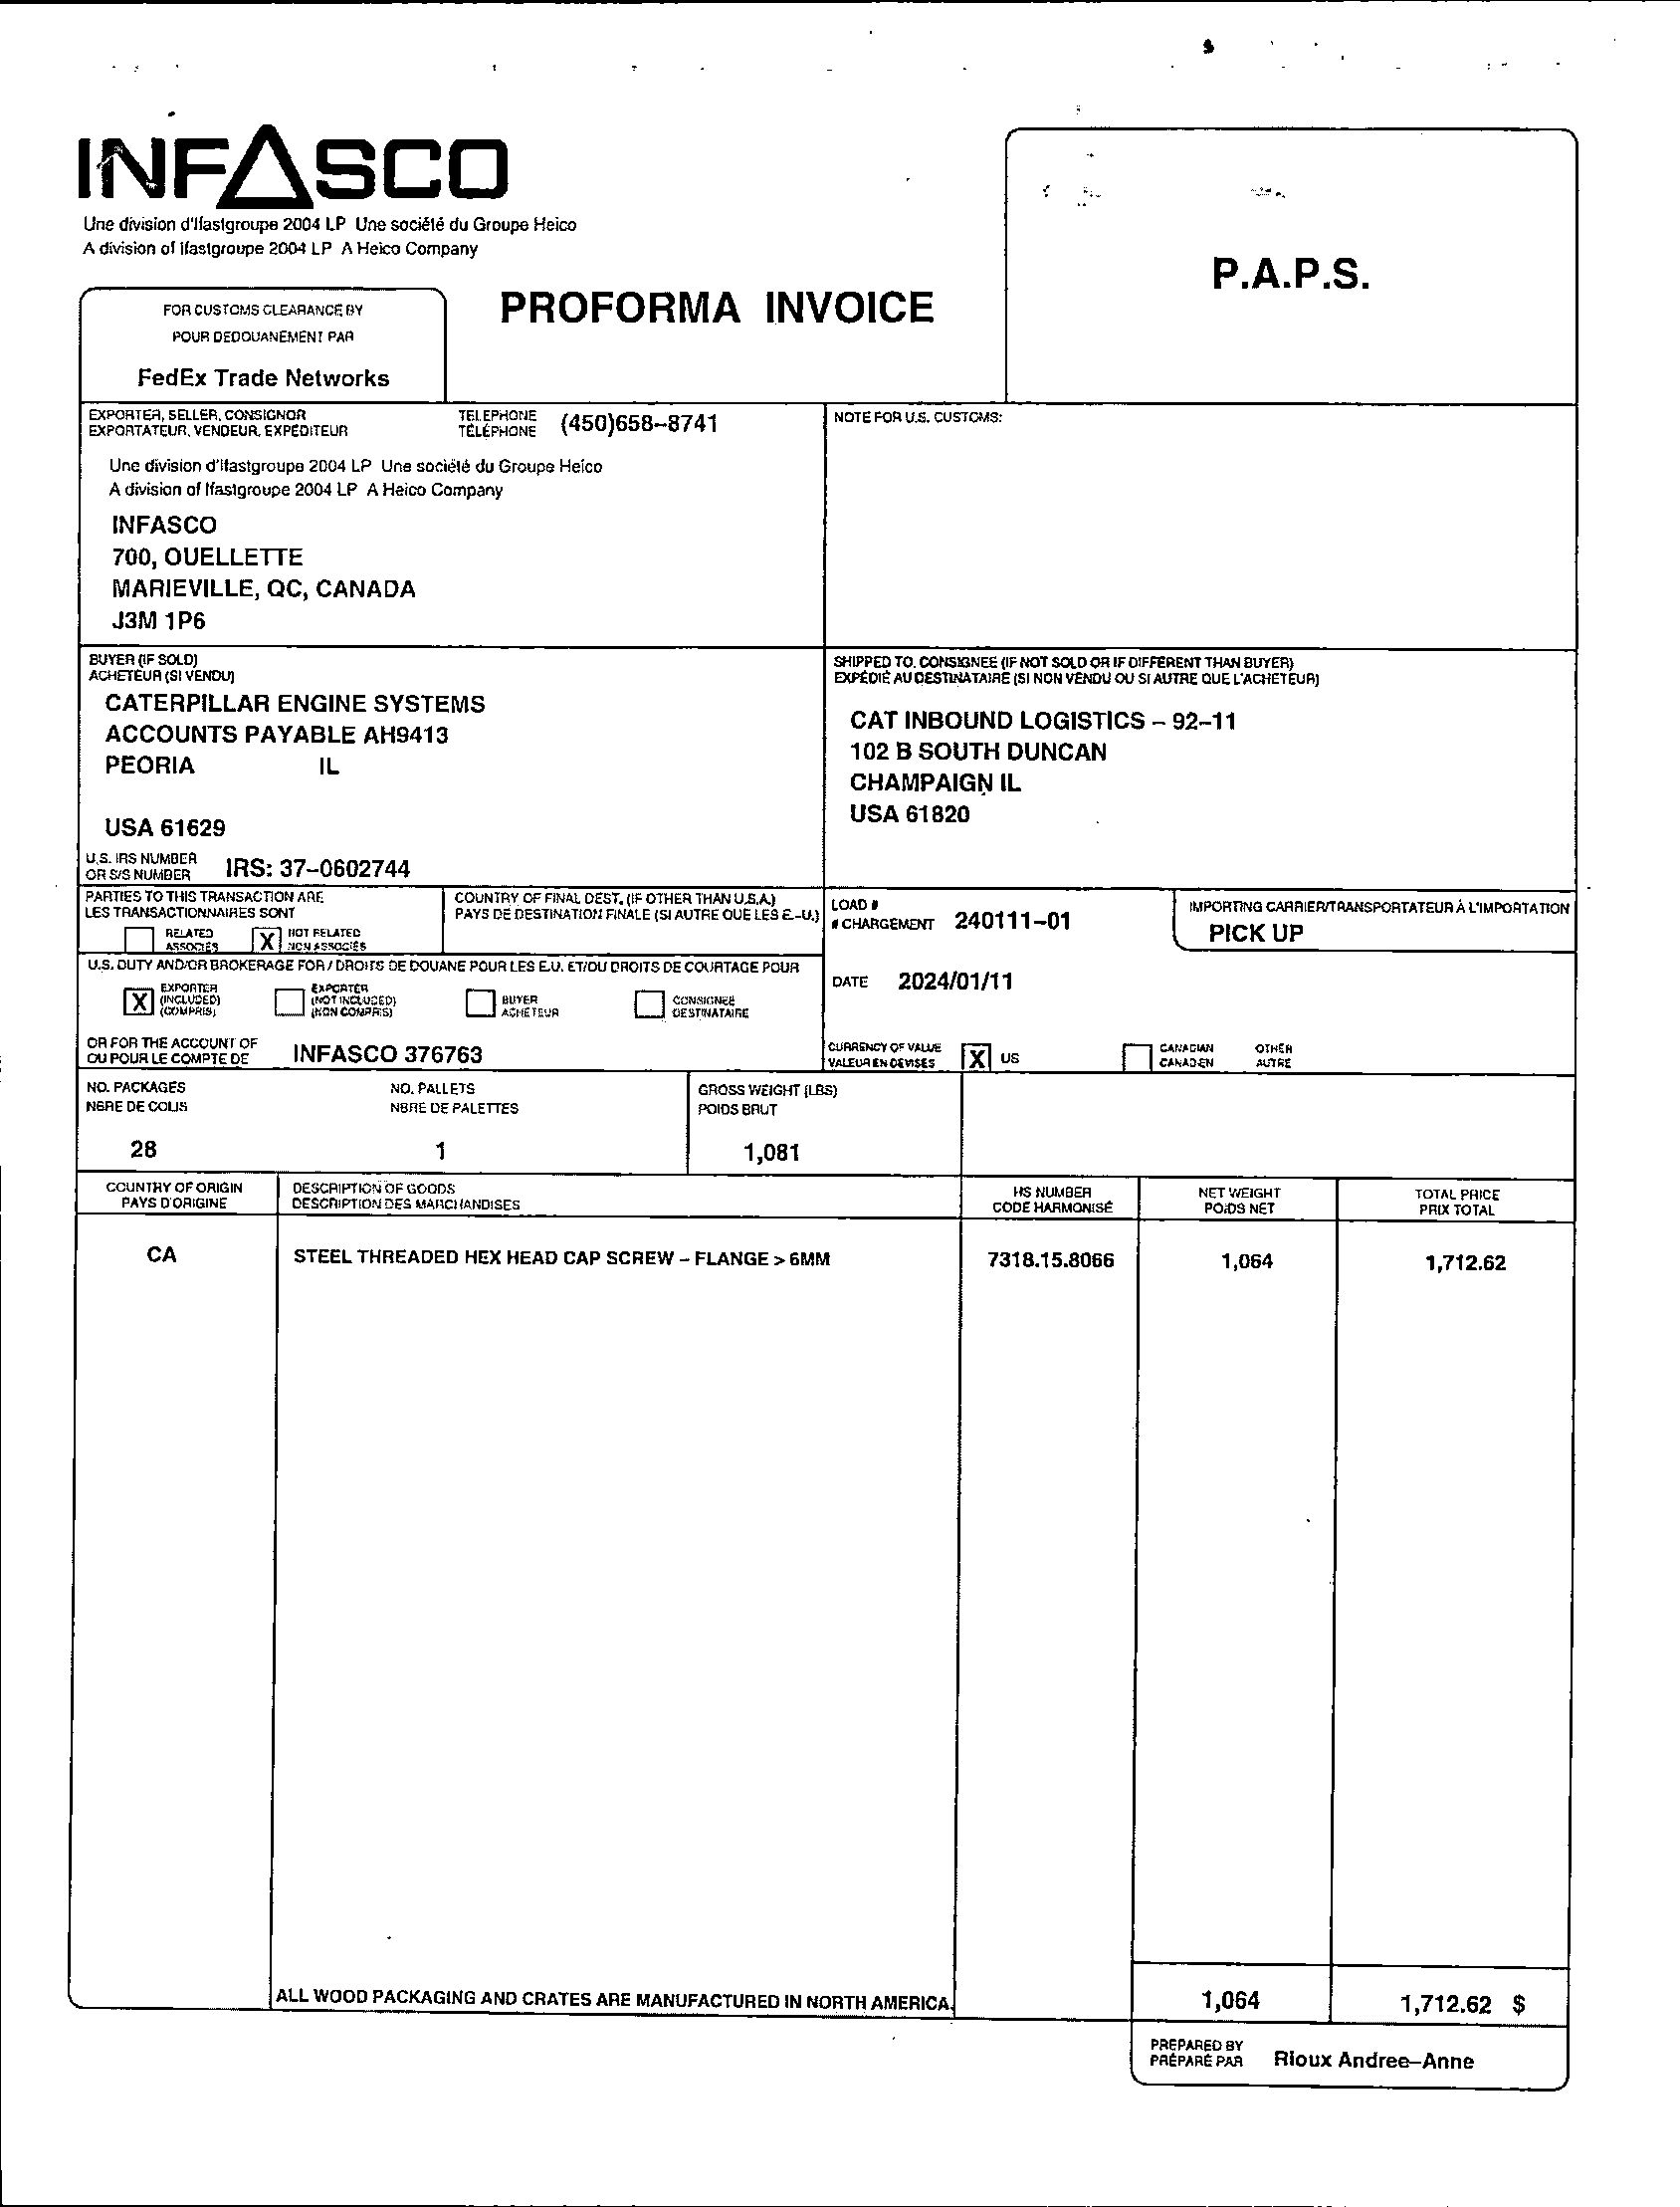 INFASCO
Une division d'Ifastgroupe 2004 LP Une société du Groupe Heico
A division of Ifastgroupe 2004 LP A Heico Company
P.A.P.S.
PROFORMA INVOICE
FOR CUSTOMS CLEARANCE BY
POUR DEDOUANEMENT PAR
FedEx Trade Networks
EXPORTER, SELLER, CONSIGNOR
EXPORTATEUR, VENDEUR, EXPÉDITEUR
TELEPHONE
TÉLÉPHONE
(450)658-8741
NOTE FOR U.S. CUSTOMS:
Une division d'Ifastgroupe 2004 LP Une société du Groupe Heico
A division of Ifastgroupe 2004 LP A Heico Company
INFASCO
700, OUELLETTE
MARIEVILLE, QC, CANADA
J3M 1P6
BUYER (IF SOLD)
ACHETEUR (SI VENDU)
CATERPILLAR ENGINE SYSTEMS
ACCOUNTS PAYABLE AH9413
PEORIA IL
USA 61629
U.S. IRS NUMBER
OR S/S NUMBER
IRS: 37-0602744
SHIPPED TO, CONSIGNEE (IF NOT SOLD OR IF DIFFERENT THAN BUYER)
EXPÉDIÉ AU DESTINATAIRE (SI NON VENDU OU SI AUTRE QUE L'ACHETEUR)
CAT INBOUND LOGISTICS - 92-11
102 B SOUTH DUNCAN
CHAMPAIGN IL
USA 61820
PARTIES TO THIS TRANSACTION ARE
LES TRANSACTIONNAIRES SONT
RELATED
ASSOCIÉS
X
NOT RELATED
NON ASSOCIÉS
COUNTRY OF FINAL DEST. (IF OTHER THAN U.S.A.)
PAYS DE DESTINATION FINALE (SI AUTRE QUE LES E.-U.)
LOAD #
# CHARGEMENT
240111-01
IMPORTING CARRIER/TRANSPORTATEUR À L'IMPORTATION
PICK UP
U.S. DUTY AND/OR BROKERAGE FOR / DROITS DE DOUANE POUR LES E.U. ET/OU DROITS DE COURTAGE POUR
X
EXPORTER
(INCLUDED)
(COMPRIS)
EXPORTER
(NOT INCLUDED)
(NON COMPRIS)
BUYER
ACHETEUR
CONSIGNEE
DESTINATAIRE
DATE 2024/01/11
OR FOR THE ACCOUNT OF
OU POUR LE COMPTE DE
INFASCO 376763
CURRENCY OF VALUE
VALEUR EN DEVISES
X US
CANADIAN
CANADIEN
OTHER
AUTRE
NO. PACKAGES
NBRE DE COLIS
28
NO. PALLETS
NBRE DE PALETTES
1
GROSS WEIGHT (LBS)
POIDS BRUT
1,081
COUNTRY OF ORIGIN
PAYS D'ORIGINE
DESCRIPTION OF GOODS
DESCRIPTION DES MARCHANDISES
HS NUMBER
CODE HARMONISÉ
NET WEIGHT
POIDS NET
TOTAL PRICE
PRIX TOTAL
CA STEEL THREADED HEX HEAD CAP SCREW - FLANGE > 6MM 7318.15.8066 1,064 1,712.62
ALL WOOD PACKAGING AND CRATES ARE MANUFACTURED IN NORTH AMERICA.
1,064 1,712.62 $
PREPARED BY
PRÉPARÉ PAR
Rioux Andree-Anne